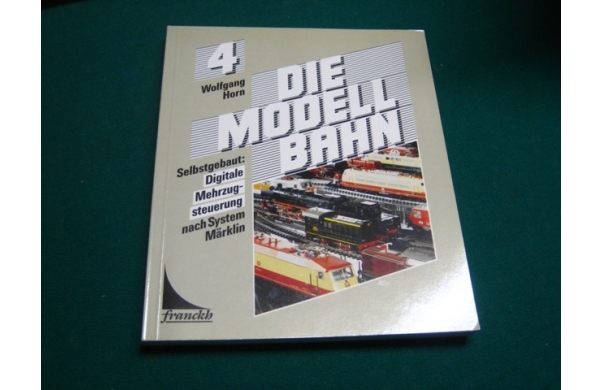 4
Wolfgang
Horn
DIE
MODELL
BAHN
Selbstgebaut:
Digitale
Mehrzug-
steuerung
nach System
Märklin
franckh